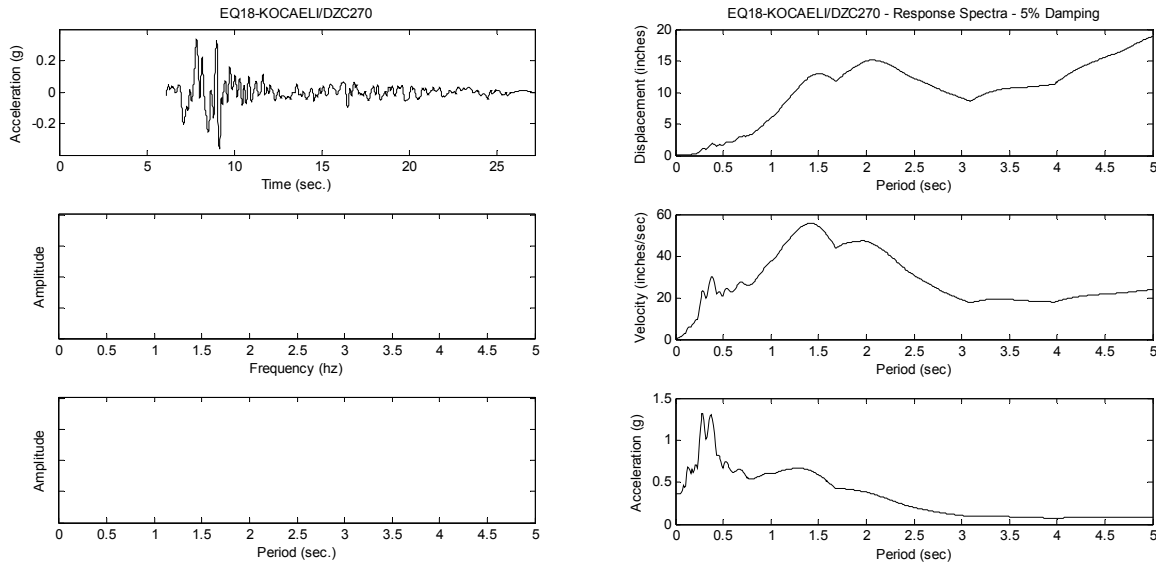 EQ18-KOCAELI/DZC270
Acceleration (g)
0.2
0
-0.2
0 5 10 15 20 25
Time (sec.)
Amplitude
0 0.5 1 1.5 2 2.5 3 3.5 4 4.5 5
Frequency (hz)
Amplitude
0 0.5 1 1.5 2 2.5 3 3.5 4 4.5 5
Period (sec.)
EQ18-KOCAELI/DZC270 - Response Spectra - 5% Damping
Displacement (inches)
20
15
10
5
0
0 0.5 1 1.5 2 2.5 3 3.5 4 4.5 5
Period (sec)
Velocity (inches/sec)
60
40
20
0
0 0.5 1 1.5 2 2.5 3 3.5 4 4.5 5
Period (sec)
Acceleration (g)
1.5
1
0.5
0
0 0.5 1 1.5 2 2.5 3 3.5 4 4.5 5
Period (sec)